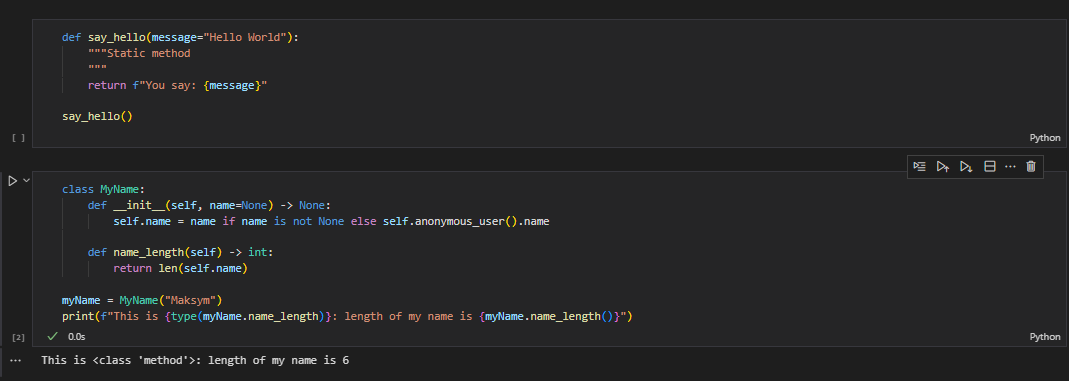 def say_hello(message="Hello World"):
    """Static method
    """
    return f"You say: {message}"
say_hello()
[ ]
Python
class MyName:
    def __init__(self, name=None) -> None:
        self.name = name if name is not None else self.anonymous_user().name
    def name_length(self) -> int:
        return len(self.name)
myName = MyName("Maksym")
print(f"This is {type(myName.name_length)}: length of my name is {myName.name_length()}")
[2]
0.0s
Python
This is <class 'method'>: length of my name is 6